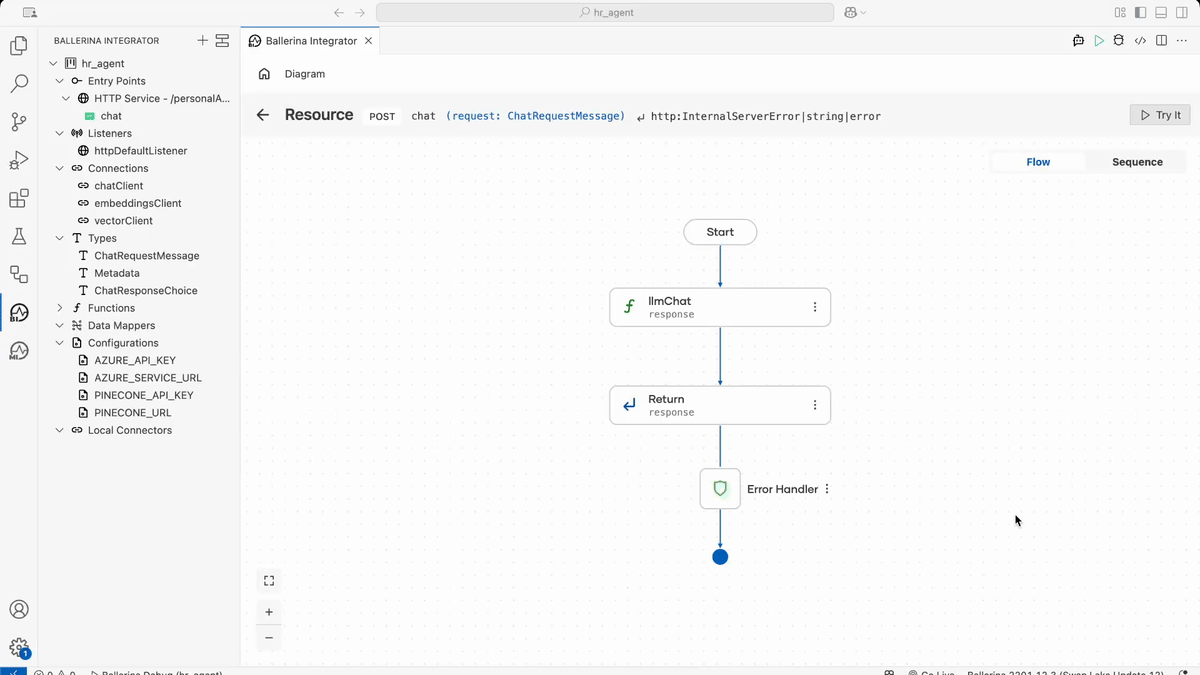 hr_agent
BALLERINA INTEGRATOR
Ballerina Integrator
hr_agent
Entry Points
HTTP Service - /personalA...
chat
Listeners
httpDefaultListener
Connections
chatClient
embeddingsClient
vectorClient
Types
ChatRequestMessage
Metadata
ChatResponseChoice
Functions
Data Mappers
Configurations
AZURE_API_KEY
AZURE_SERVICE_URL
PINECONE_API_KEY
PINECONE_URL
Local Connectors
Diagram
Resource POST chat (request: ChatRequestMessage) http:InternalServerError|string|error
Try It
Flow Sequence
Start
llmChat
response
Return
response
Error Handler
BI
MI
1
0 0 Ballerina Debug (hr_agent)
Go Live Ballerina 2201.12.3 (Swan Lake Update 12)